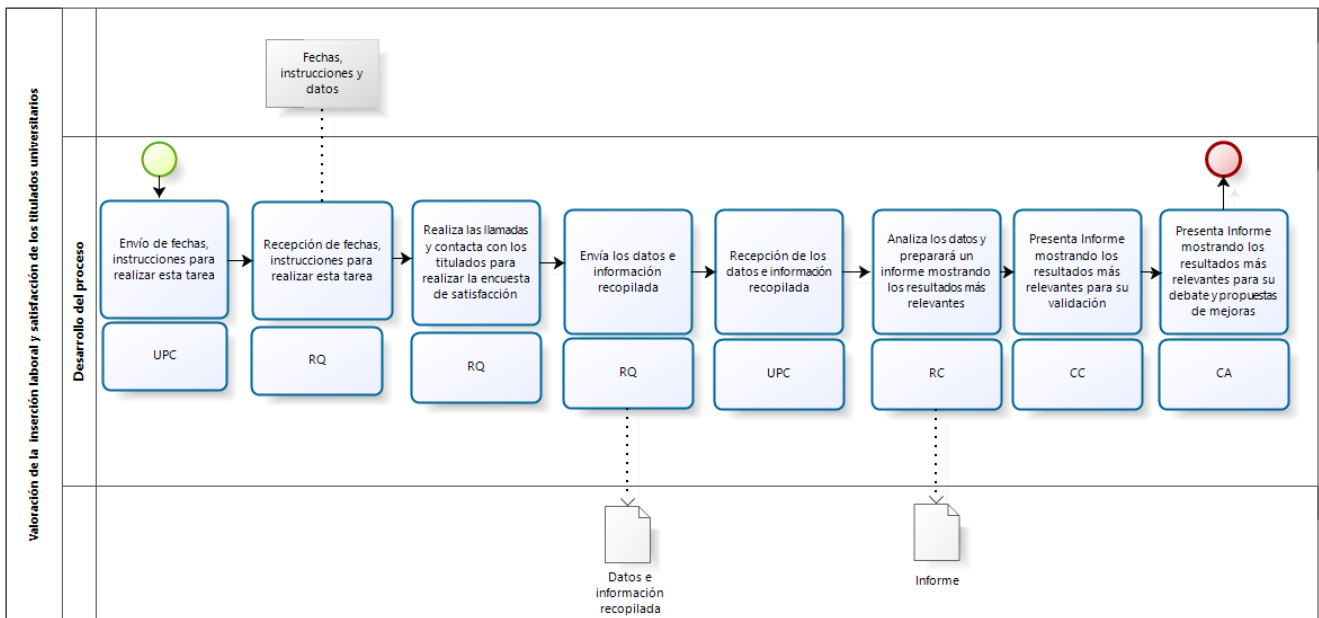 Valoración de la inserción laboral y satisfacción de los titulados universitarios
Desarrollo del proceso
Fechas,
instrucciones y
datos
Envío de fechas,
instrucciones para
realizar esta tarea
UPC
Recepción de fechas,
instrucciones para
realizar esta tarea
RQ
Realiza las llamadas
y contacta con los
titulados para
realizar la encuesta
de satisfacción
RQ
Envía los datos e
información
recopilada
RQ
Recepción de los
datos e información
recopilada
UPC
Analiza los datos y
preparará un
informe mostrando
los resultados más
relevantes
RC
Presenta Informe
mostrando los
resultados más
relevantes para su
validación
CC
Presenta Informe
mostrando los
resultados más
relevantes para su
debate y propuestas
de mejoras
CA
Datos e
información
recopilada
Informe